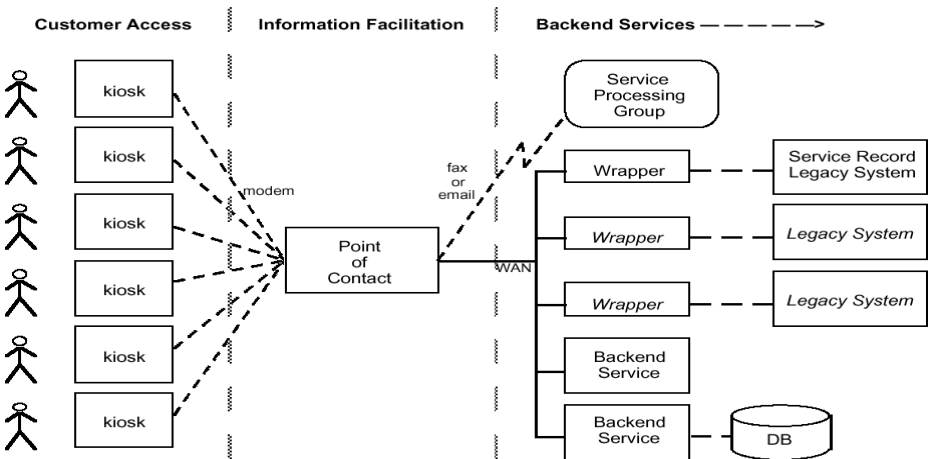 Customer Access
Information Facilitation
Backend Services
kiosk
kiosk
kiosk
kiosk
kiosk
kiosk
modem
Point
of
Contact
fax
or
email
WAN
Service
Processing
Group
Wrapper
Service Record
Legacy System
Wrapper
Legacy System
Wrapper
Legacy System
Backend
Service
Backend
Service
DB